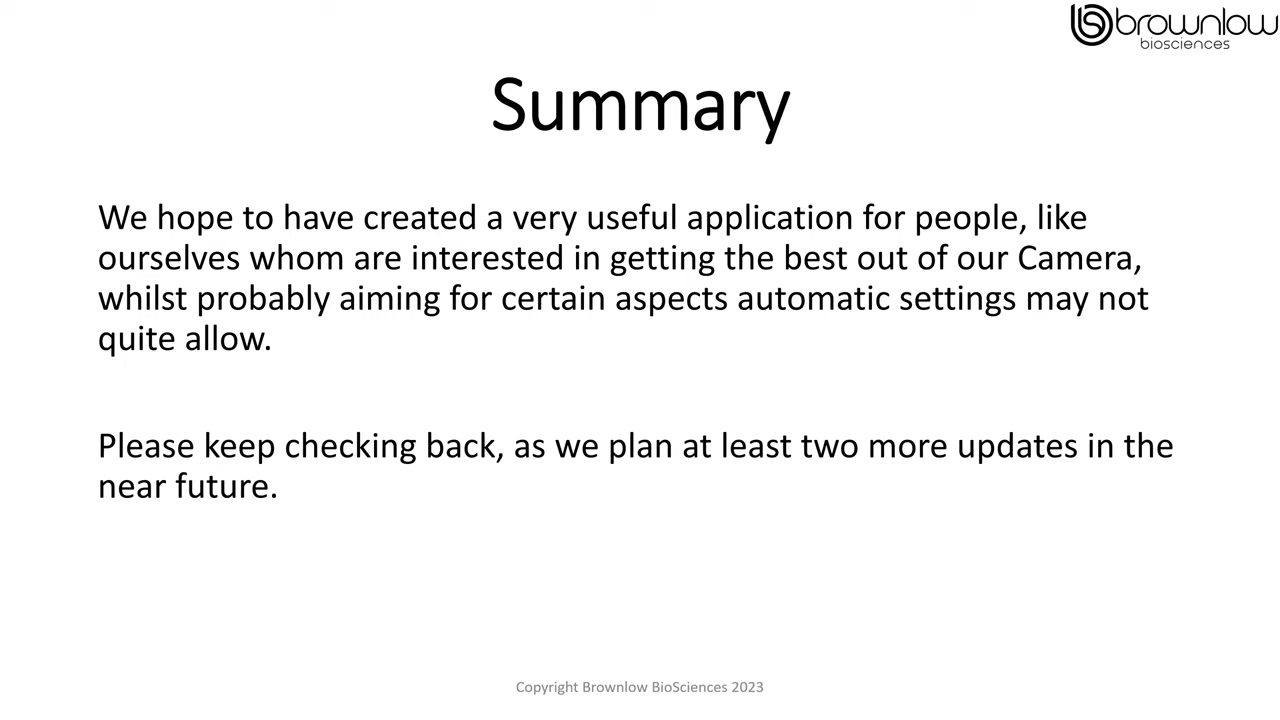 brownlow
biosciences
Summary
We hope to have created a very useful application for people, like
ourselves whom are interested in getting the best out of our Camera,
whilst probably aiming for certain aspects automatic settings may not
quite allow.
Please keep checking back, as we plan at least two more updates in the
near future.
Copyright Brownlow BioSciences 2023